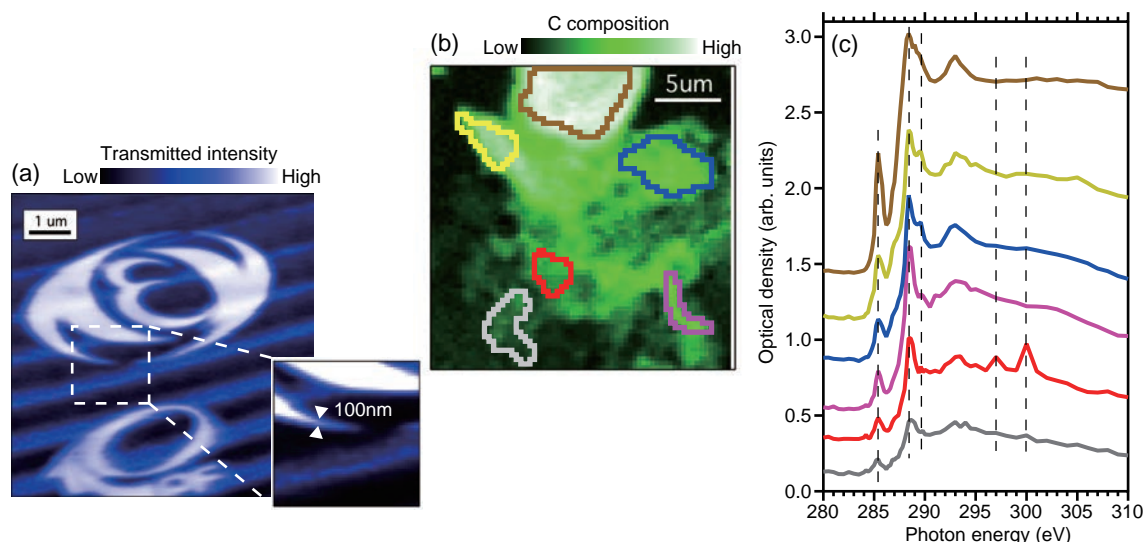 (a)
Transmitted intensity
Low High
1 um
100nm
(b)
C composition
Low High
5um
(c)
Optical density (arb. units)
3.0
2.5
2.0
1.5
1.0
0.5
0.0
280 285 290 295 300 305 310
Photon energy (eV)